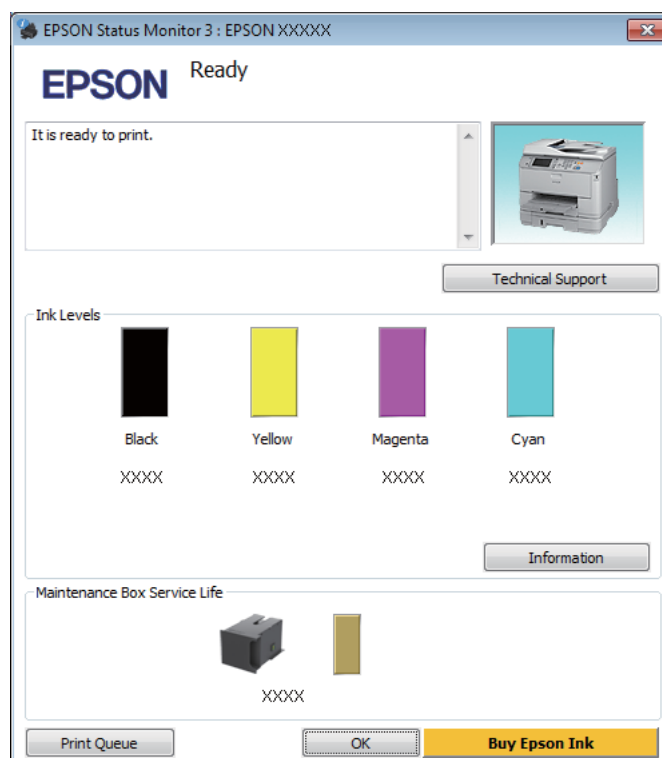 EPSON Status Monitor 3 : EPSON XXXXX
EPSON
Ready
It is ready to print.
Technical Support
Ink Levels
Black Yellow Magenta Cyan
XXXX XXXX XXXX XXXX
Information
Maintenance Box Service Life
XXXX
Print Queue OK Buy Epson Ink